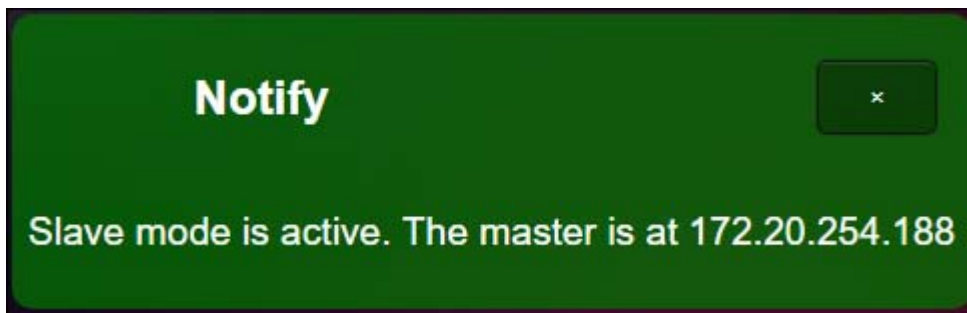 Notify
×
Slave mode is active. The master is at 172.20.254.188